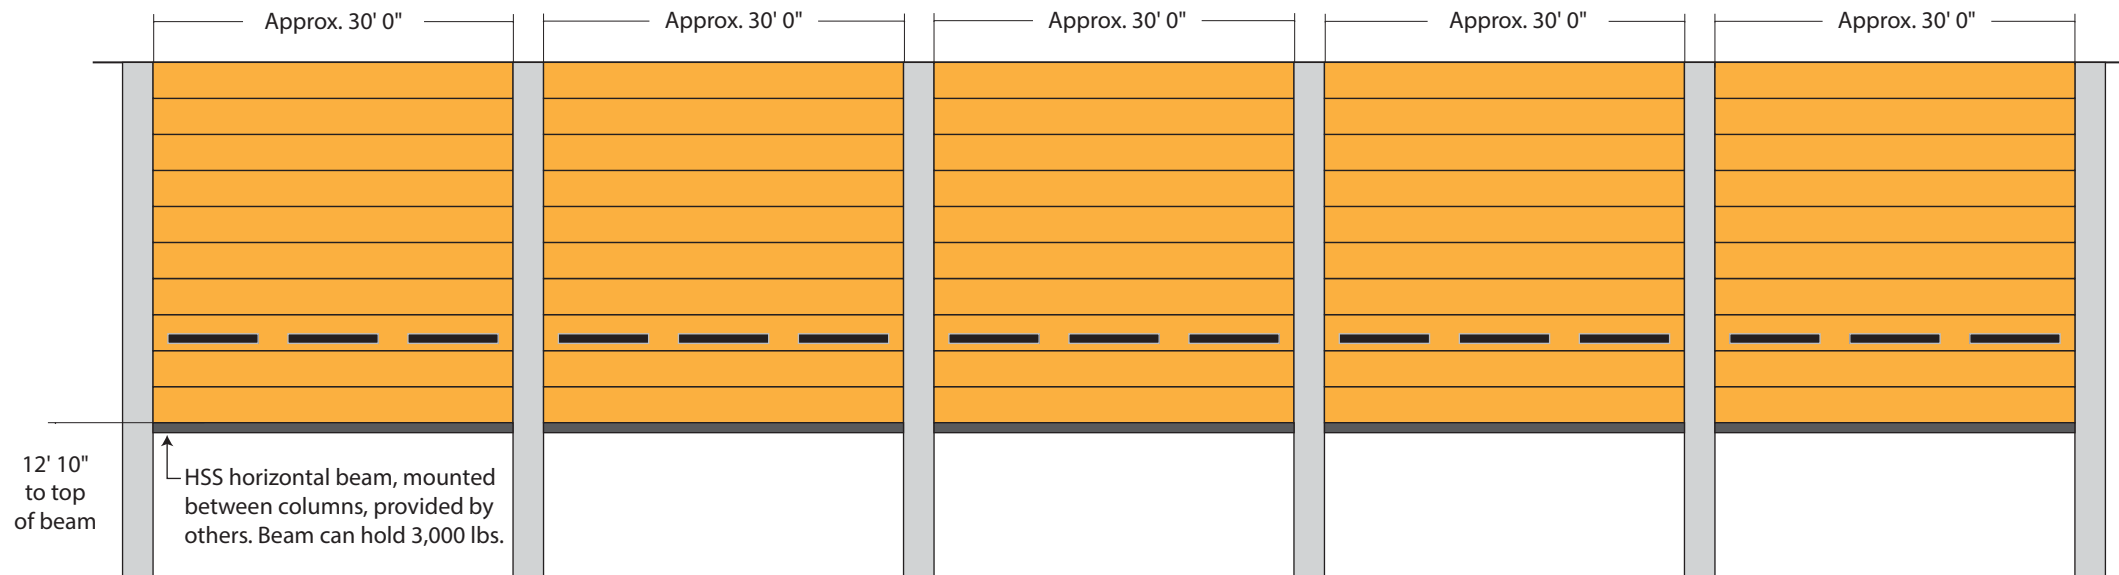 Approx. 30' 0"
Approx. 30' 0"
Approx. 30' 0"
Approx. 30' 0"
Approx. 30' 0"
12' 10"
to top
of beam
HSS horizontal beam, mounted
between columns, provided by
others. Beam can hold 3,000 lbs.